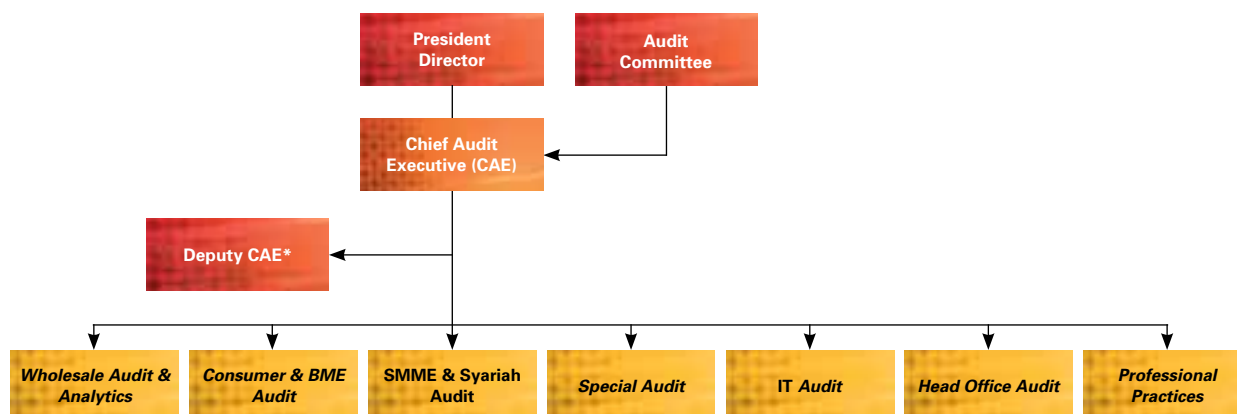 President
Director
Audit
Committee
Chief Audit
Executive (CAE)
Deputy CAE*
Wholesale Audit &
Analytics
Consumer & BME
Audit
SMME & Syariah
Audit
Special Audit
IT Audit
Head Office Audit
Professional
Practices